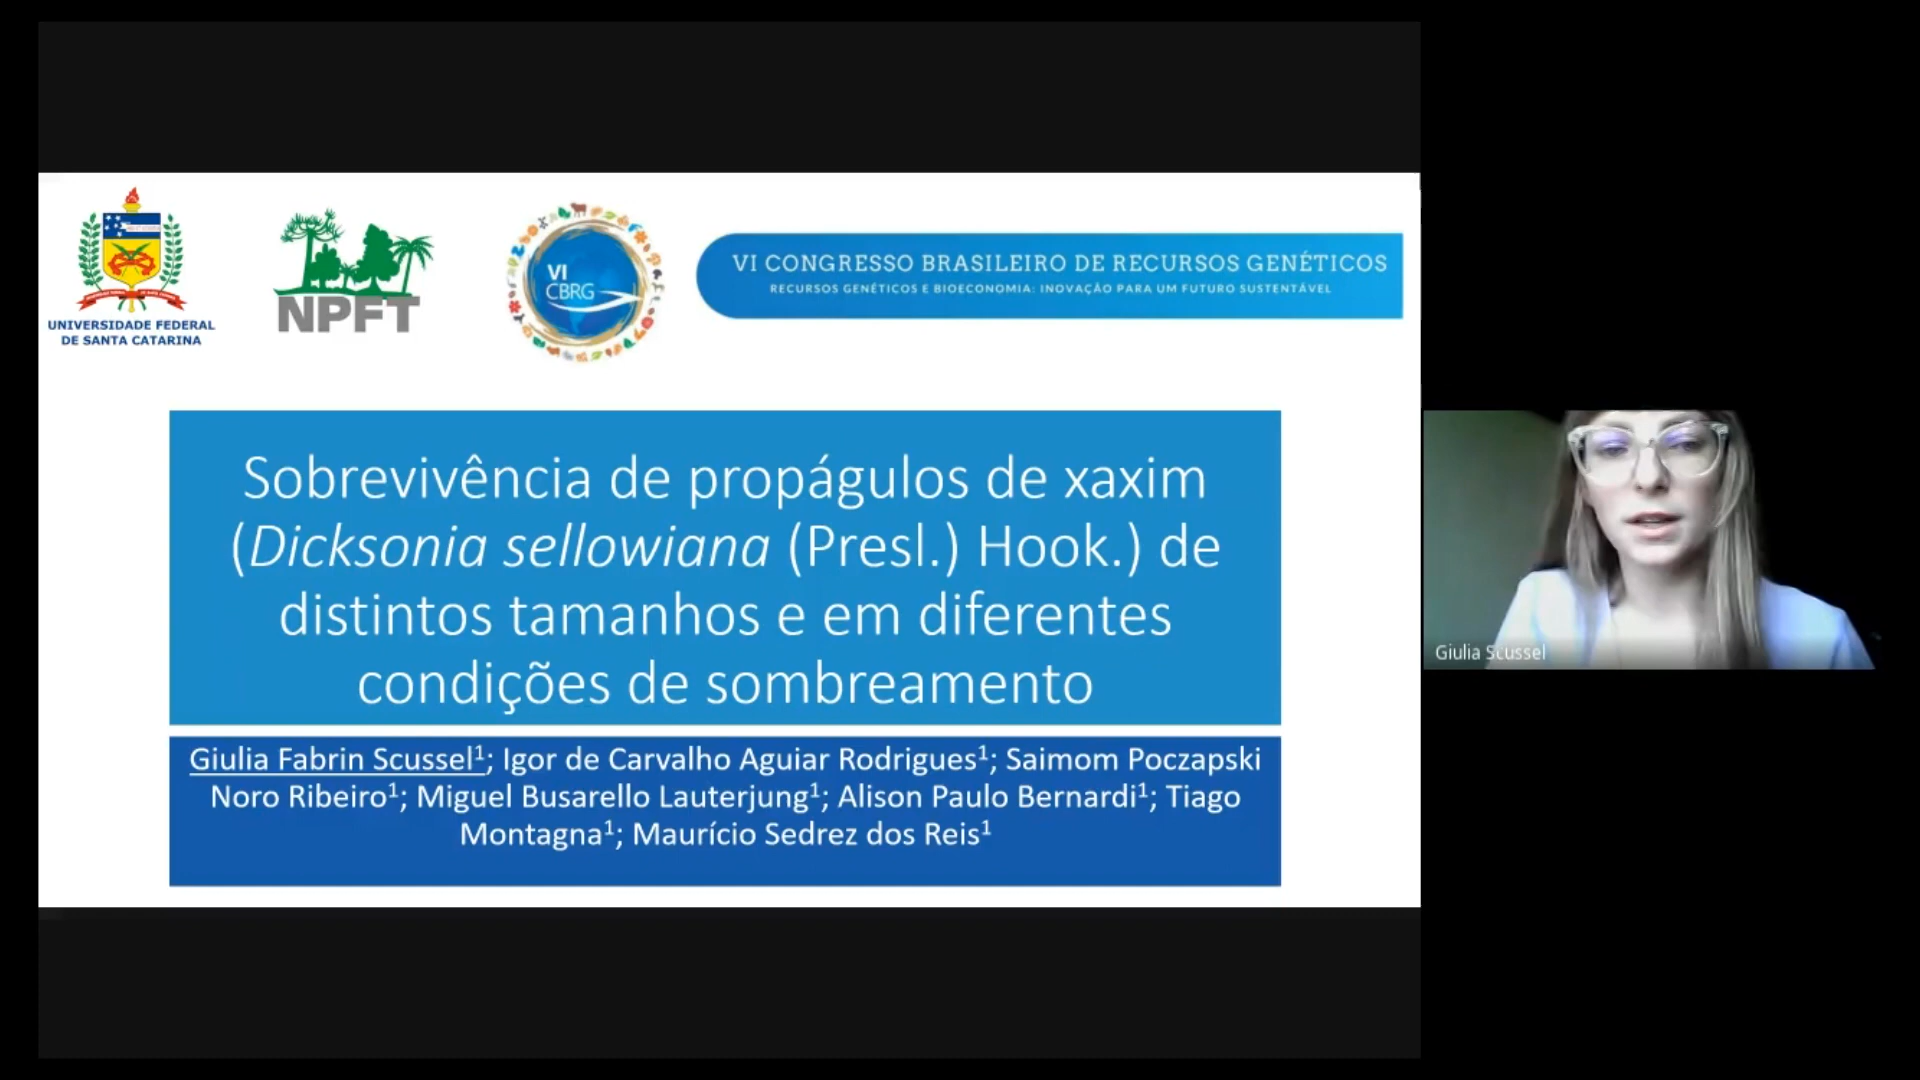 UNIVERSIDADE FEDERAL
DE SANTA CATARINA
NPFT
VI
CBRG
VI CONGRESSO BRASILEIRO DE RECURSOS GENÉTICOS
RECURSOS GENÉTICOS E BIOECONOMIA: INOVAÇÃO PARA UM FUTURO SUSTENTÁVEL
Sobrevivência de propágulos de xaxim
(Dicksonia sellowiana (Presl.) Hook.) de
distintos tamanhos e em diferentes
condições de sombreamento
Giulia Fabrin Scussel¹; Igor de Carvalho Aguiar Rodrigues¹; Saimom Poczapski
Noro Ribeiro¹; Miguel Busarello Lauterjung¹; Alison Paulo Bernardi¹; Tiago
Montagna¹; Maurício Sedrez dos Reis¹
Giulia Scussel